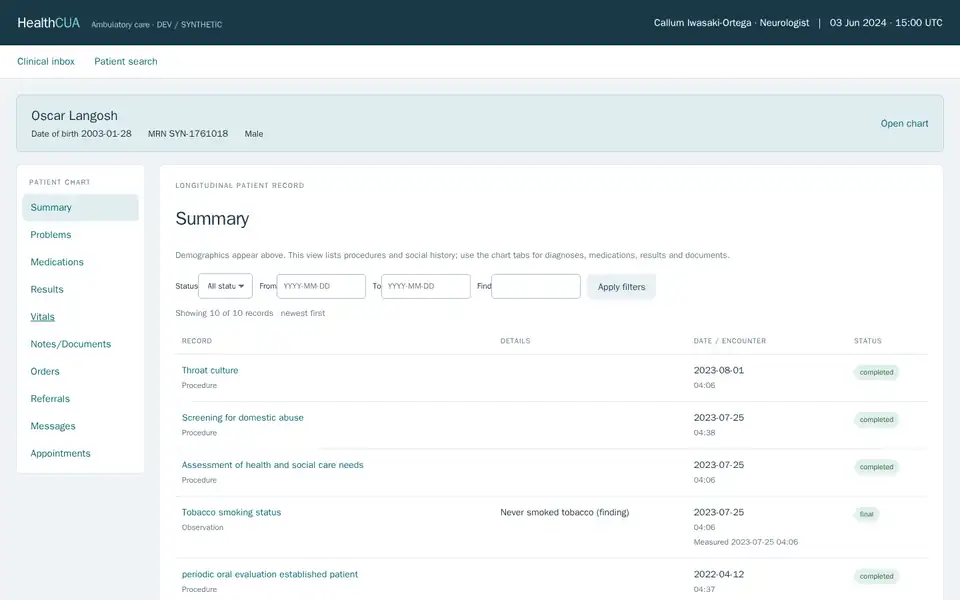 HealthCUA Ambulatory care · DEV / SYNTHETIC Callum Iwasaki-Ortega · Neurologist | 03 Jun 2024 · 15:00 UTC
Clinical inbox Patient search
Oscar Langosh
Date of birth 2003-01-28 MRN SYN-1761018 Male
Open chart
PATIENT CHART
Summary
Problems
Medications
Results
Vitals
Notes/Documents
Orders
Referrals
Messages
Appointments
LONGITUDINAL PATIENT RECORD
Summary
Demographics appear above. This view lists procedures and social history; use the chart tabs for diagnoses, medications, results and documents.
Status All statu From YYYY-MM-DD To YYYY-MM-DD Find Apply filters
Showing 10 of 10 records newest first
RECORD DETAILS DATE / ENCOUNTER STATUS
Throat culture 2023-08-01 completed
Procedure 04:06
Screening for domestic abuse 2023-07-25 completed
Procedure 04:38
Assessment of health and social care needs 2023-07-25 completed
Procedure 04:06
Tobacco smoking status Never smoked tobacco (finding) 2023-07-25 final
Observation 04:06
Measured 2023-07-25 04:06
periodic oral evaluation established patient 2022-04-12 completed
Procedure 04:37